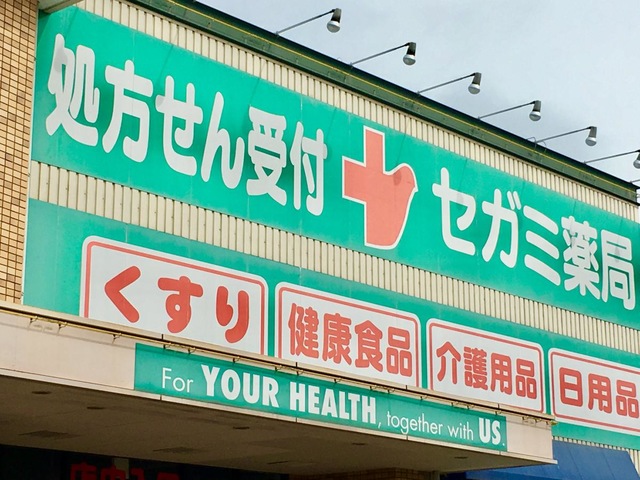 処方せん受付 セガミ薬局
くすり
健康食品
介護用品
日用品
For YOUR HEALTH, together with US.